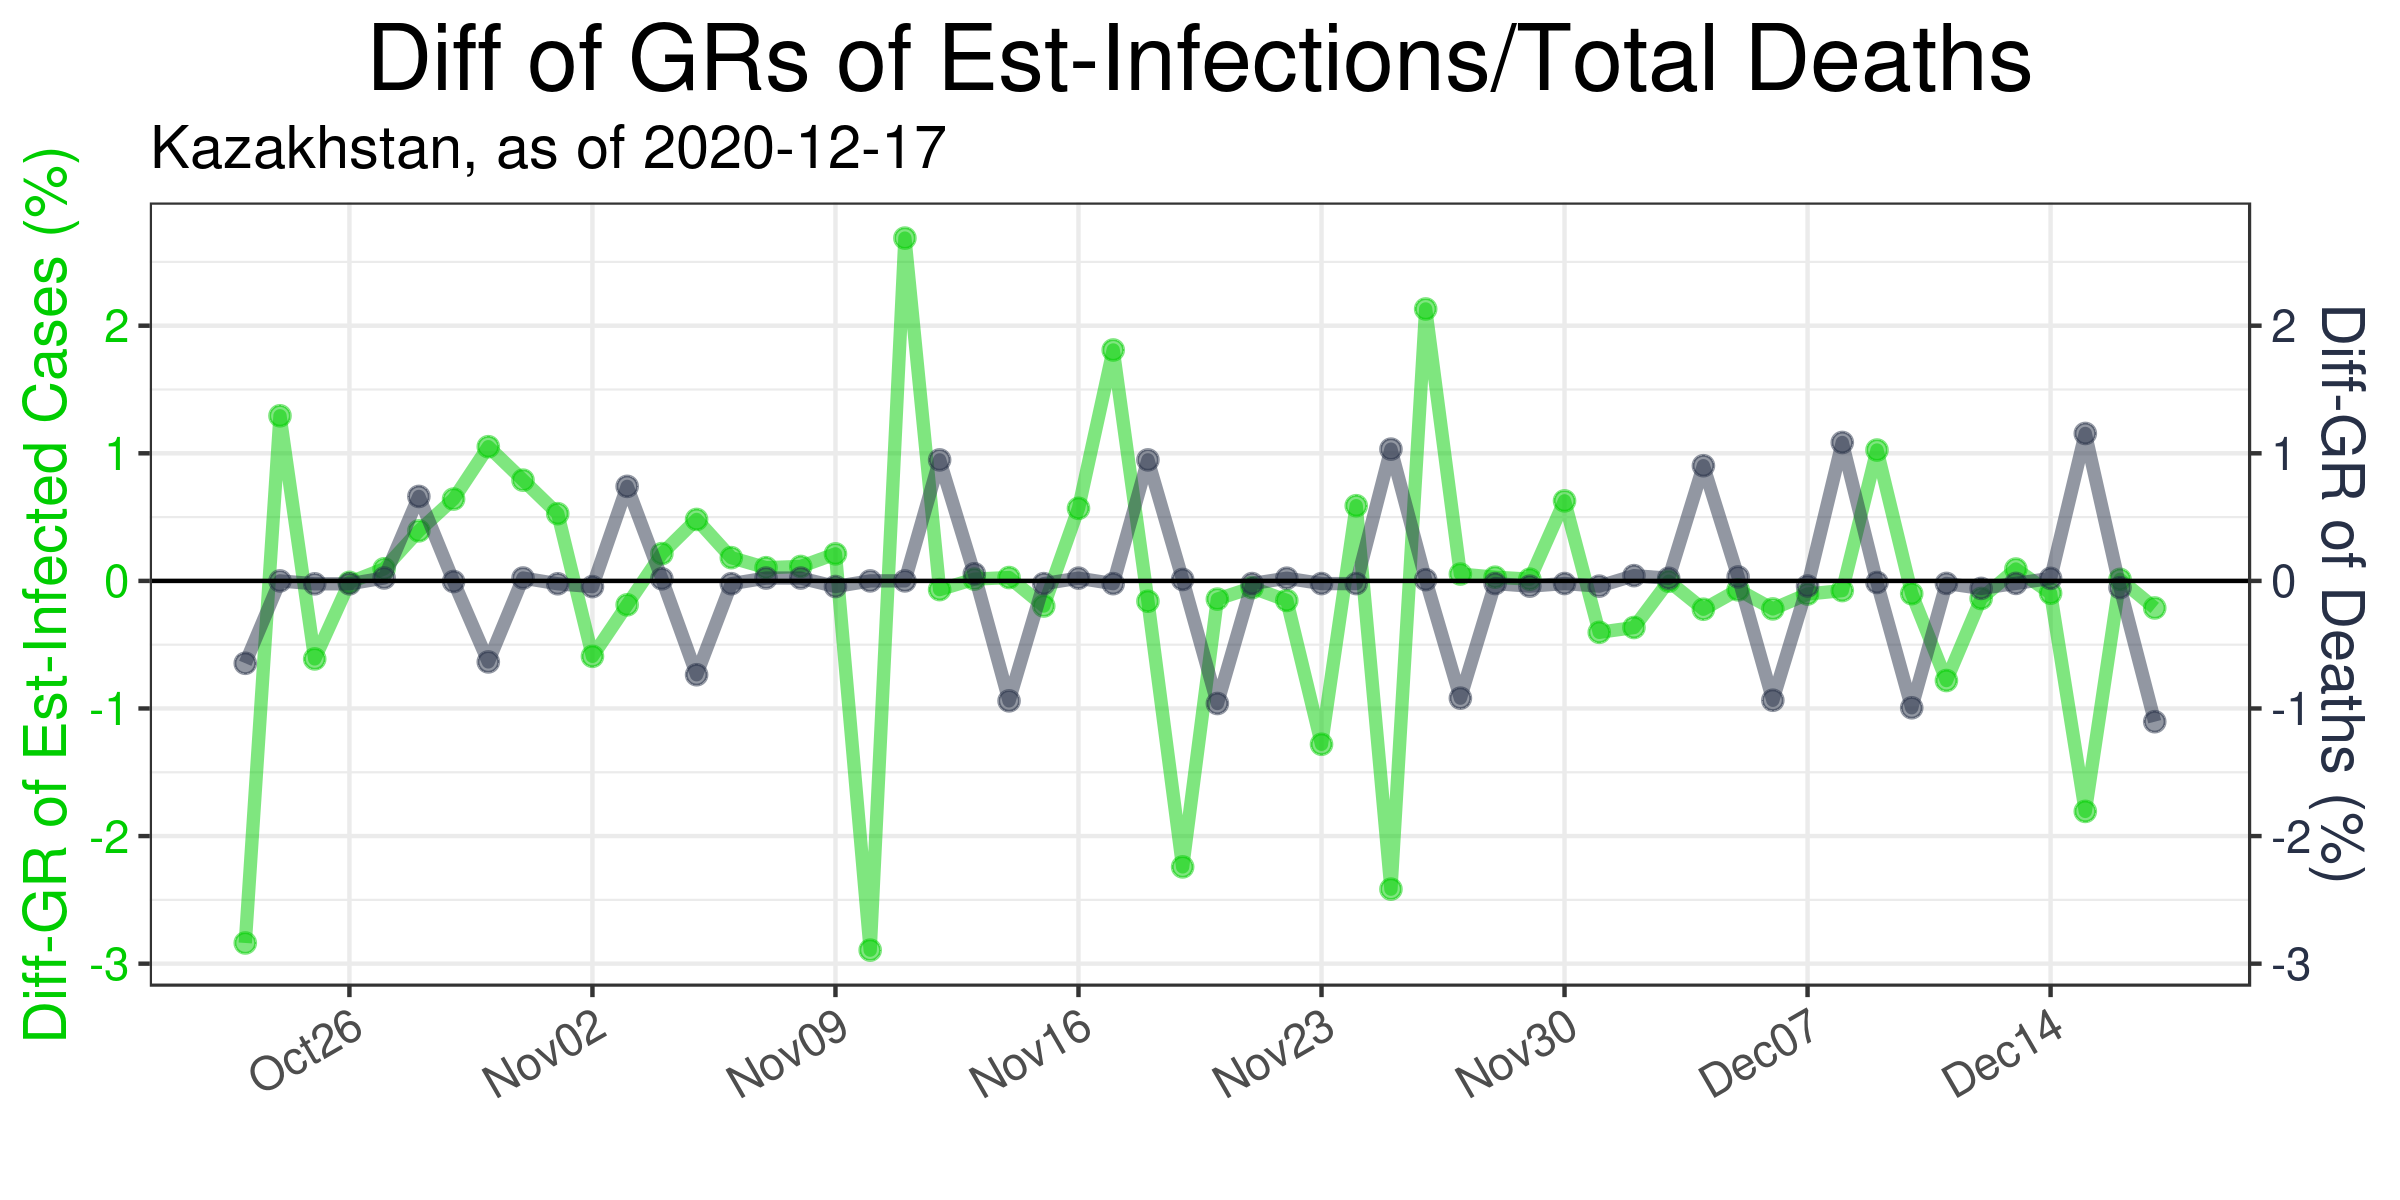 Diff of GRs of Est-Infections/Total Deaths
Kazakhstan, as of 2020-12-17
Diff-GR of Est-Infected Cases (%)
2
1
0
-1
-2
-3
2
1
0
-1
-2
-3
Diff-GR of Deaths (%)
Oct26
Nov02
Nov09
Nov16
Nov23
Nov30
Dec07
Dec14